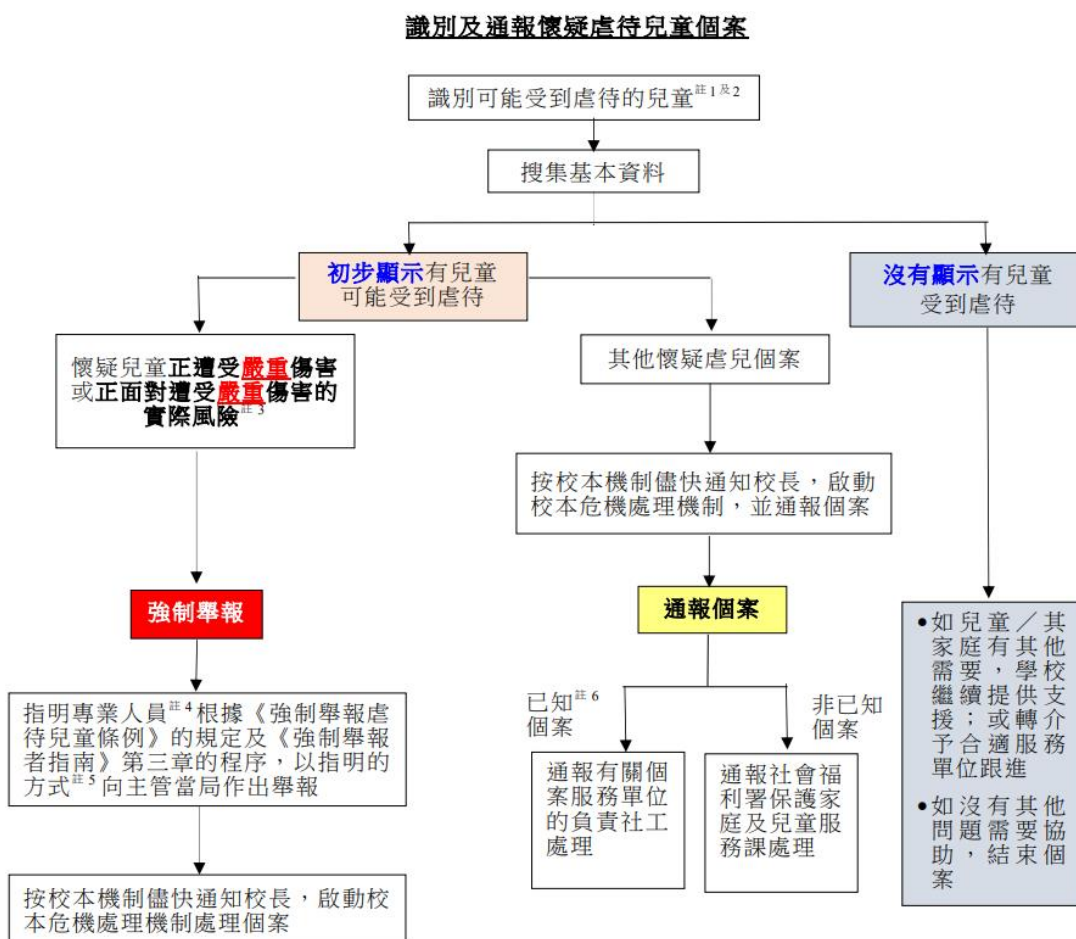 識別及通報懷疑虐待兒童個案
識別可能受到虐待的兒童註1及2
搜集基本資料
初步顯示有兒童
可能受到虐待
沒有顯示有兒童
受到虐待
懷疑兒童正遭受嚴重傷害
或正面對遭受嚴重傷害的
實際風險註3
其他懷疑虐兒個案
按校本機制儘快通知校長，啟動
校本危機處理機制，並通報個案
強制舉報
通報個案
指明專業人員註4根據《強制舉報虐
待兒童條例》的規定及《強制舉報
者指南》第三章的程序，以指明的
方式註5向主管當局作出舉報
按校本機制儘快通知校長，啟動校
本危機處理機制處理個案
已知註6
個案
非已知
個案
通報有關個
案服務單位
的負責社工
處理
通報社會福
利署保護家
庭及兒童服
務課處理
•如兒童／其
家庭有其他
需要，學校
繼續提供支
援；或轉介
予合適服務
單位跟進
•如沒有其他
問題需要協
助，結束個
案